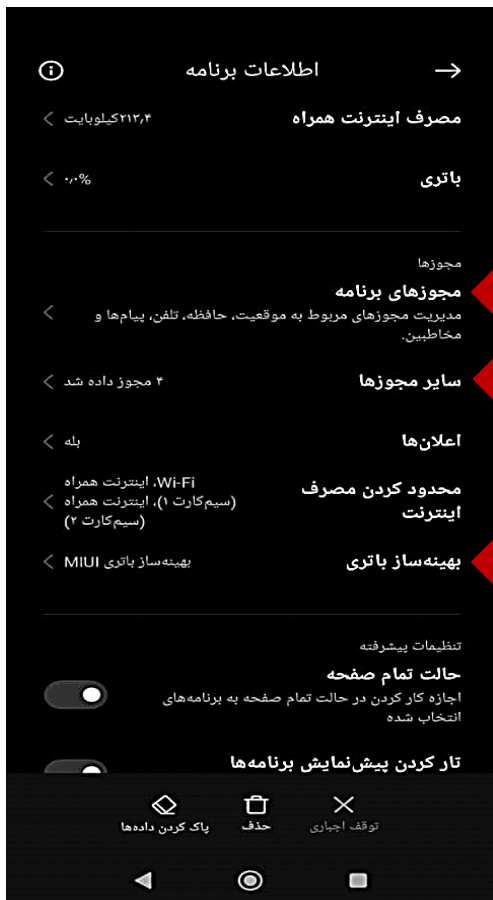 اطلاعات برنامه
مصرف اینترنت همراه
۲۱۳٫۴کیلوبایت
باتری
۰٫۰%
مجوزها
مجوزهای برنامه
مدیریت مجوزهای مربوط به موقعیت، حافظه، تلفن، پیام‌ها و
مخاطبین.
سایر مجوزها
۴ مجوز داده شد
اعلان‌ها
بله
محدود کردن مصرف
اینترنت
Wi-Fi، اینترنت همراه
(سیم‌کارت ۱)، اینترنت همراه
(سیم‌کارت ۲)
بهینه‌ساز باتری
بهینه‌ساز باتری MIUI
تنظیمات پیشرفته
حالت تمام صفحه
اجازه کار کردن در حالت تمام صفحه به برنامه‌های
انتخاب شده
تار کردن پیش‌نمایش برنامه‌ها
توقف اجباری
حذف
پاک کردن داده‌ها